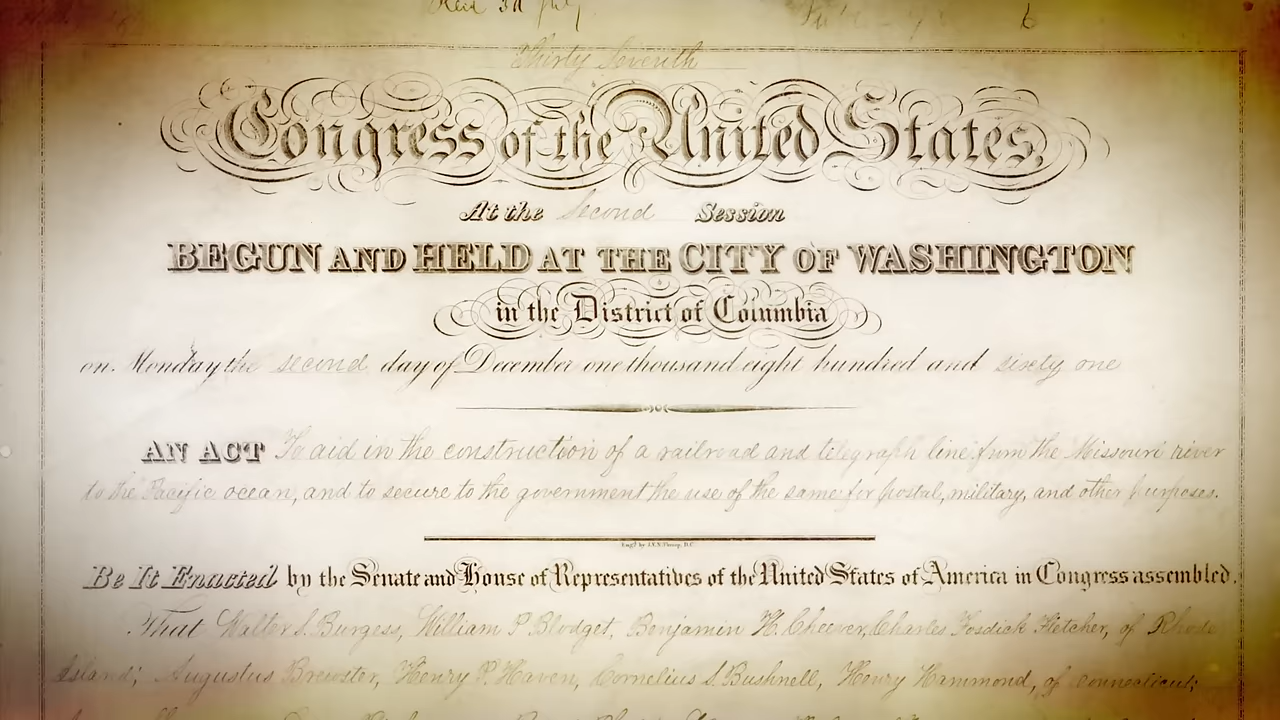 Thirty Seventh
Congress of the United States,
At the Second Session
BEGUN AND HELD AT THE CITY OF WASHINGTON
in the District of Columbia
on Monday the second day of December one thousand eight hundred and sixty one
AN ACT To aid in the construction of a railroad and telegraph line from the Missouri river
to the Pacific ocean, and to secure to the government the use of the same for postal, military, and other purposes.
Be It Enacted by the Senate and House of Representatives of the United States of America in Congress assembled,
That Walter S. Burgess, William P. Blodget, Benjamin H. Cheever, Charles Fosdick Fletcher, of Rhode
Island; Augustus Brewster, Henry P. Haven, Cornelius S. Bushnell, Henry Hammond, of Connecticut;